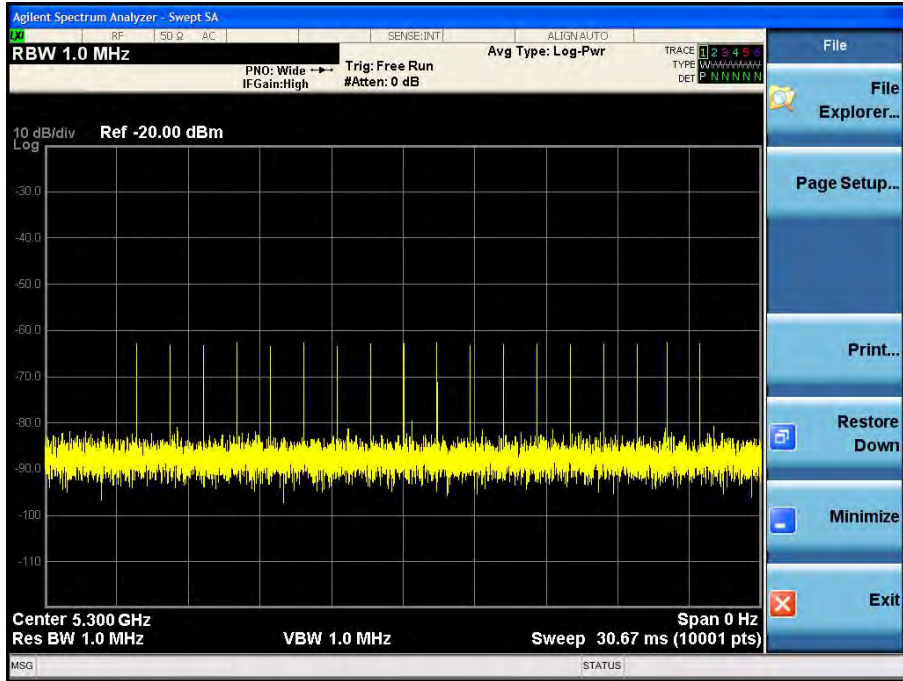 Agilent Spectrum Analyzer - Swept SA
LXI RF 50 Ω AC SENSE:INT ALIGNAUTO
RBW 1.0 MHz
PNO: Wide
IFGain:High
Trig: Free Run
#Atten: 0 dB
Avg Type: Log-Pwr
TRACE 1 2 3 4 5 6
TYPE WWWWWWW
DET P N N N N N
10 dB/div Ref -20.00 dBm
Log
-30.0
-40.0
-50.0
-60.0
-70.0
-80.0
-90.0
-100
-110
Center 5.300 GHz Span 0 Hz
Res BW 1.0 MHz VBW 1.0 MHz Sweep 30.67 ms (10001 pts)
MSG STATUS
File
File
Explorer...
Page Setup...
Print...
Restore
Down
Minimize
Exit